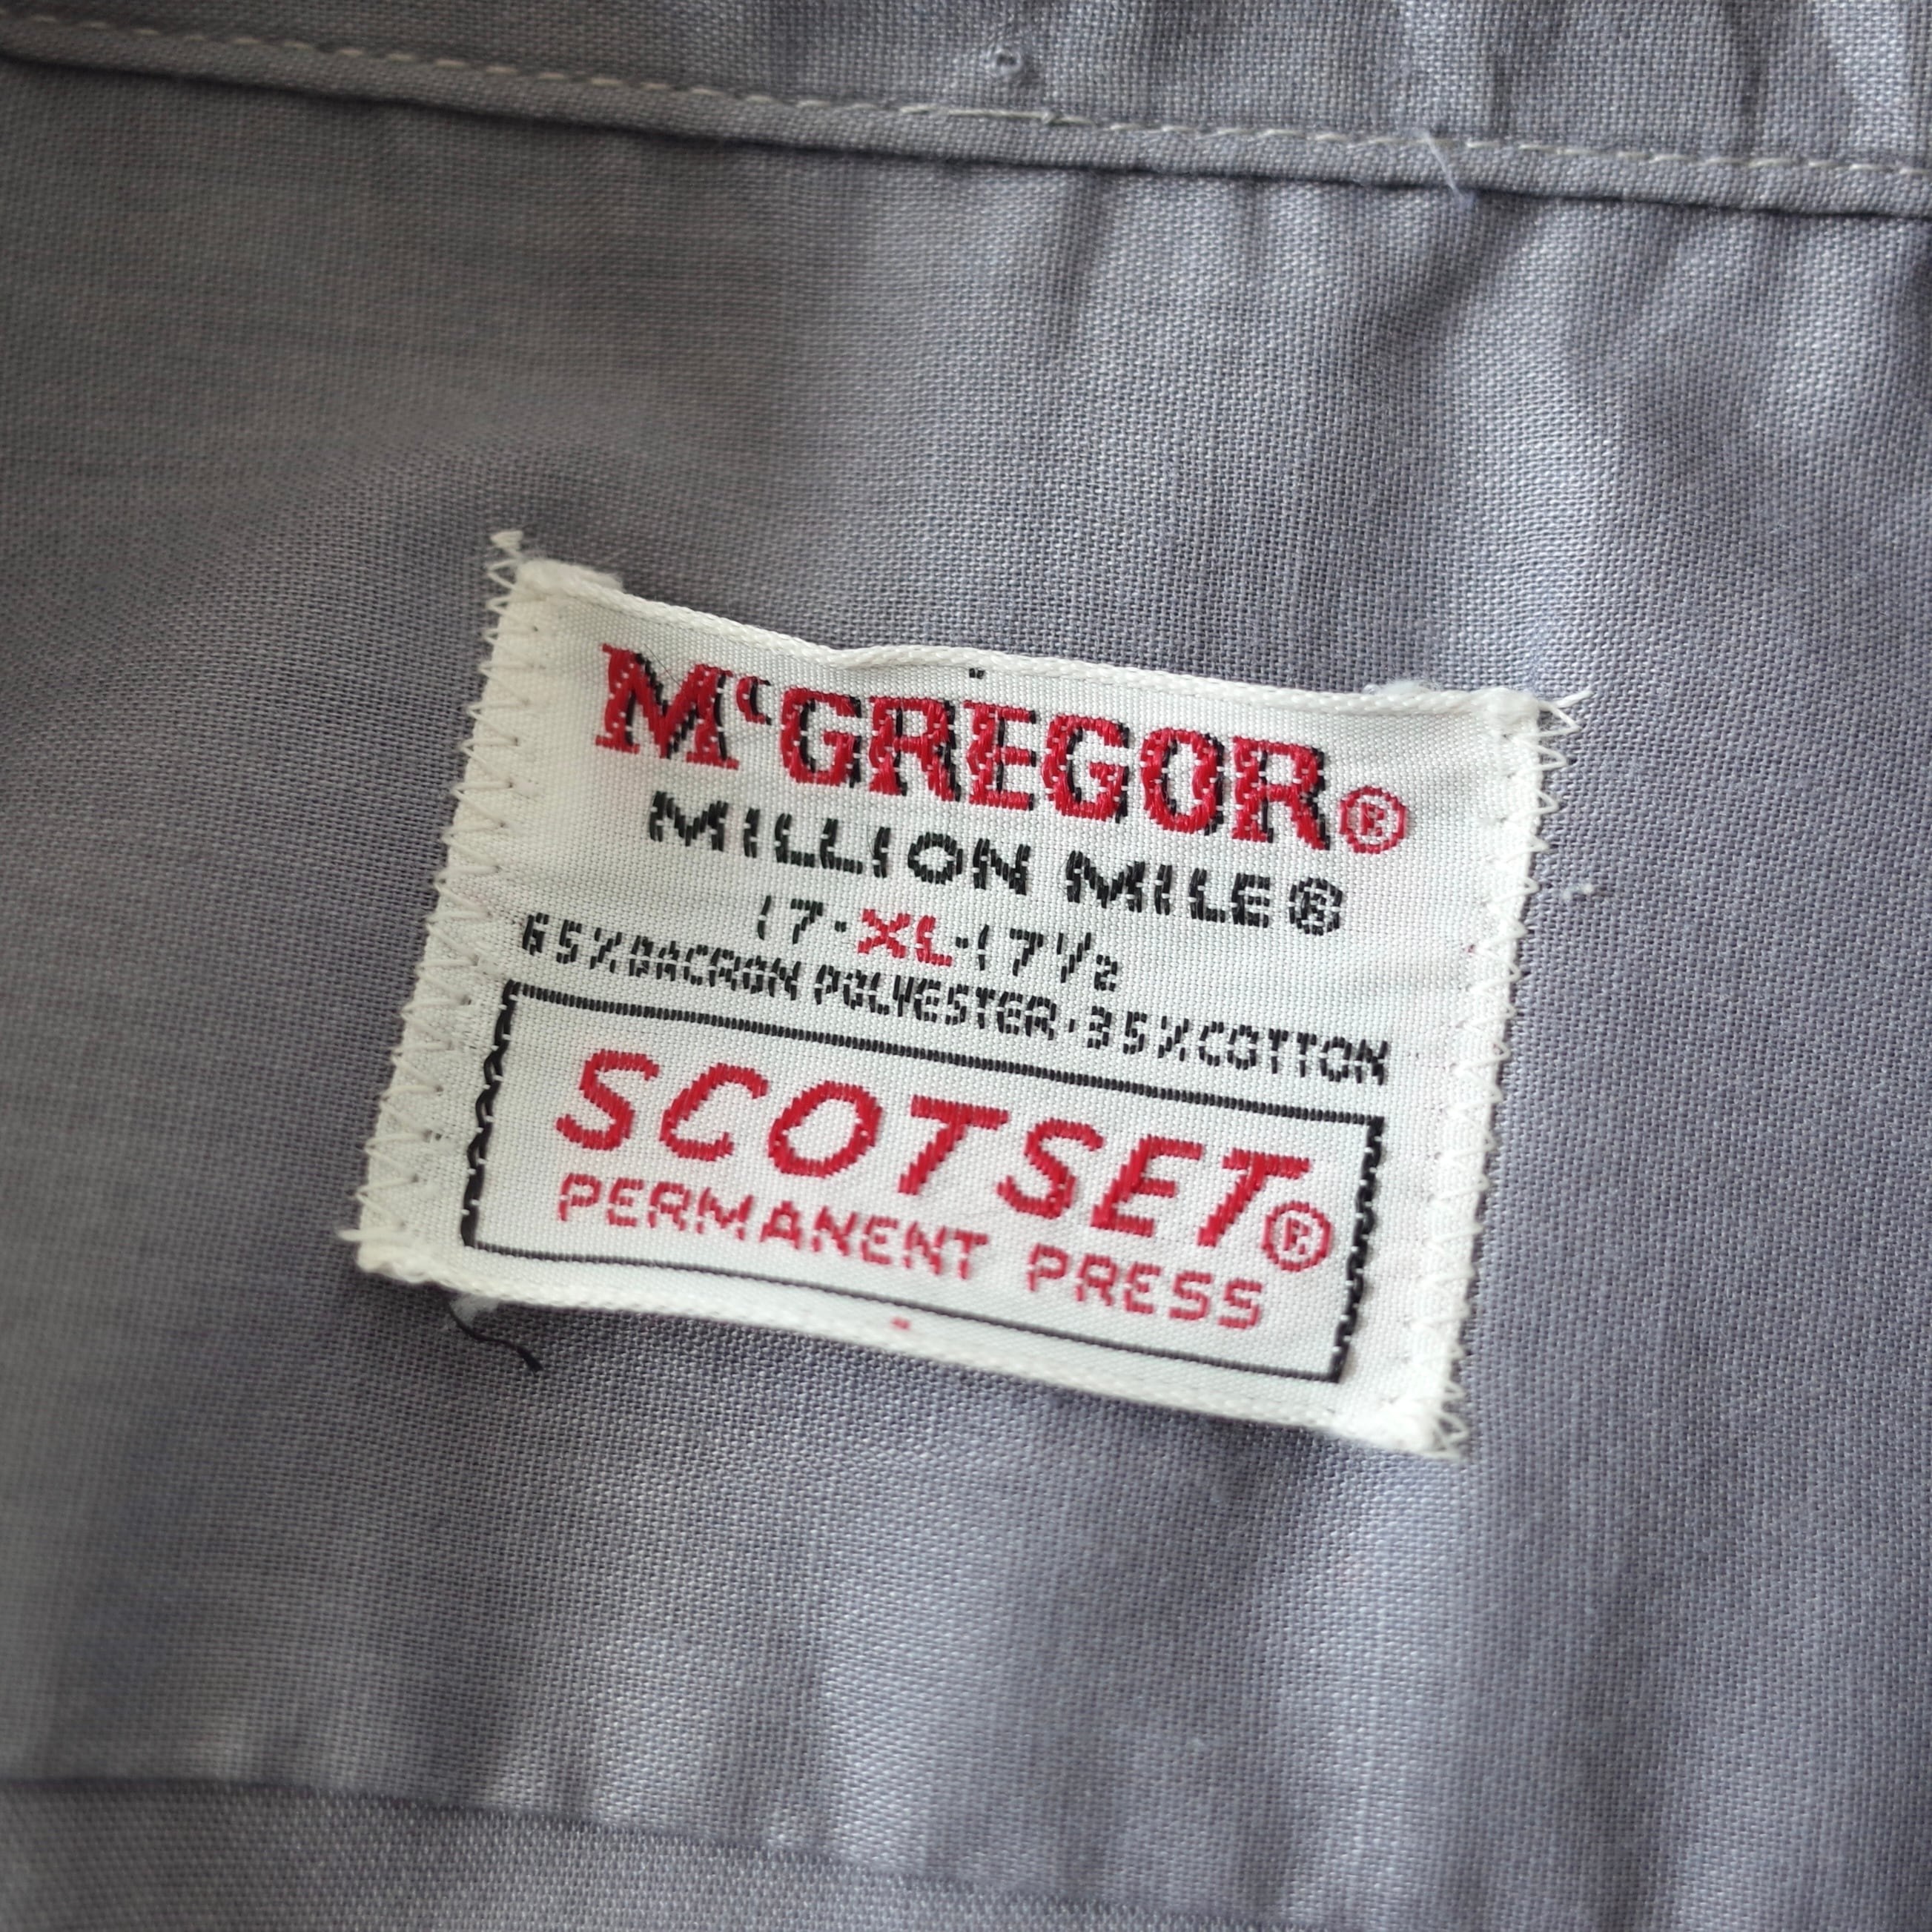 McGREGOR®
MILLION MILE®
17·XL·17½
65% DACRON POLYESTER·35% COTTON
SCOTSET®
PERMANENT PRESS